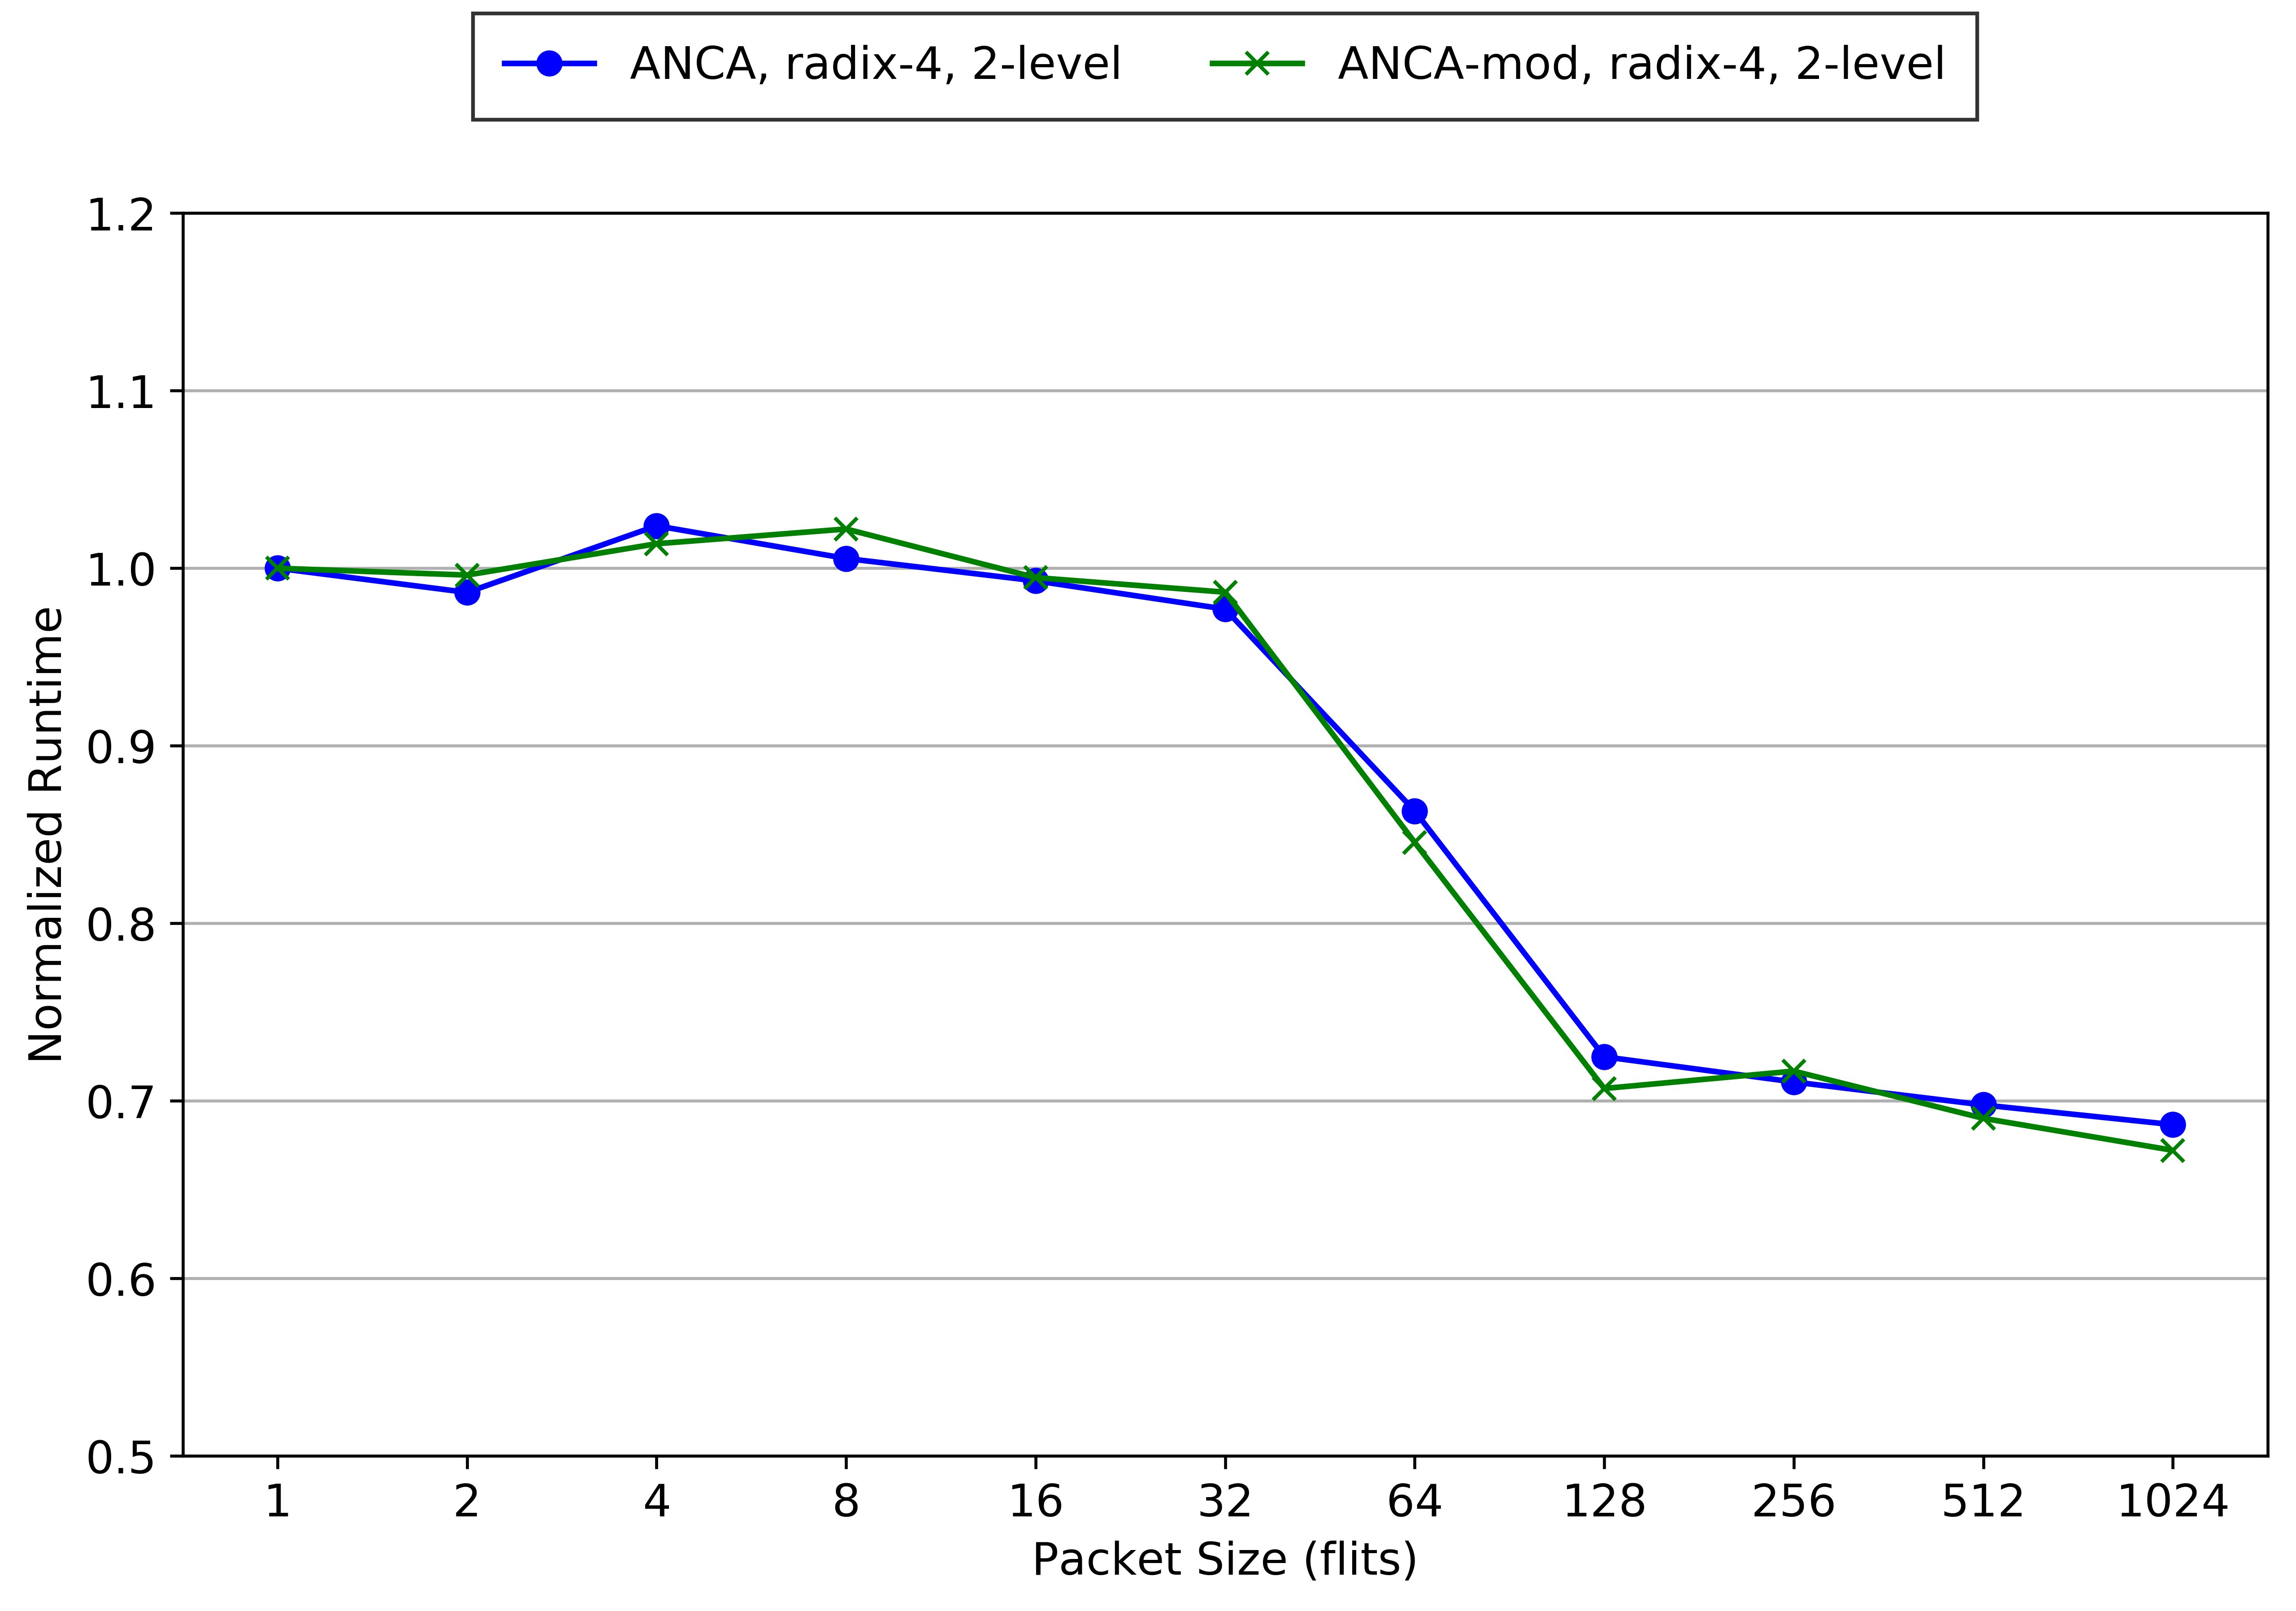 ANCA, radix-4, 2-level ANCA-mod, radix-4, 2-level
1.2
1.1
1.0
0.9
0.8
0.7
0.6
0.5
Normalized Runtime
1 2 4 8 16 32 64 128 256 512 1024
Packet Size (flits)